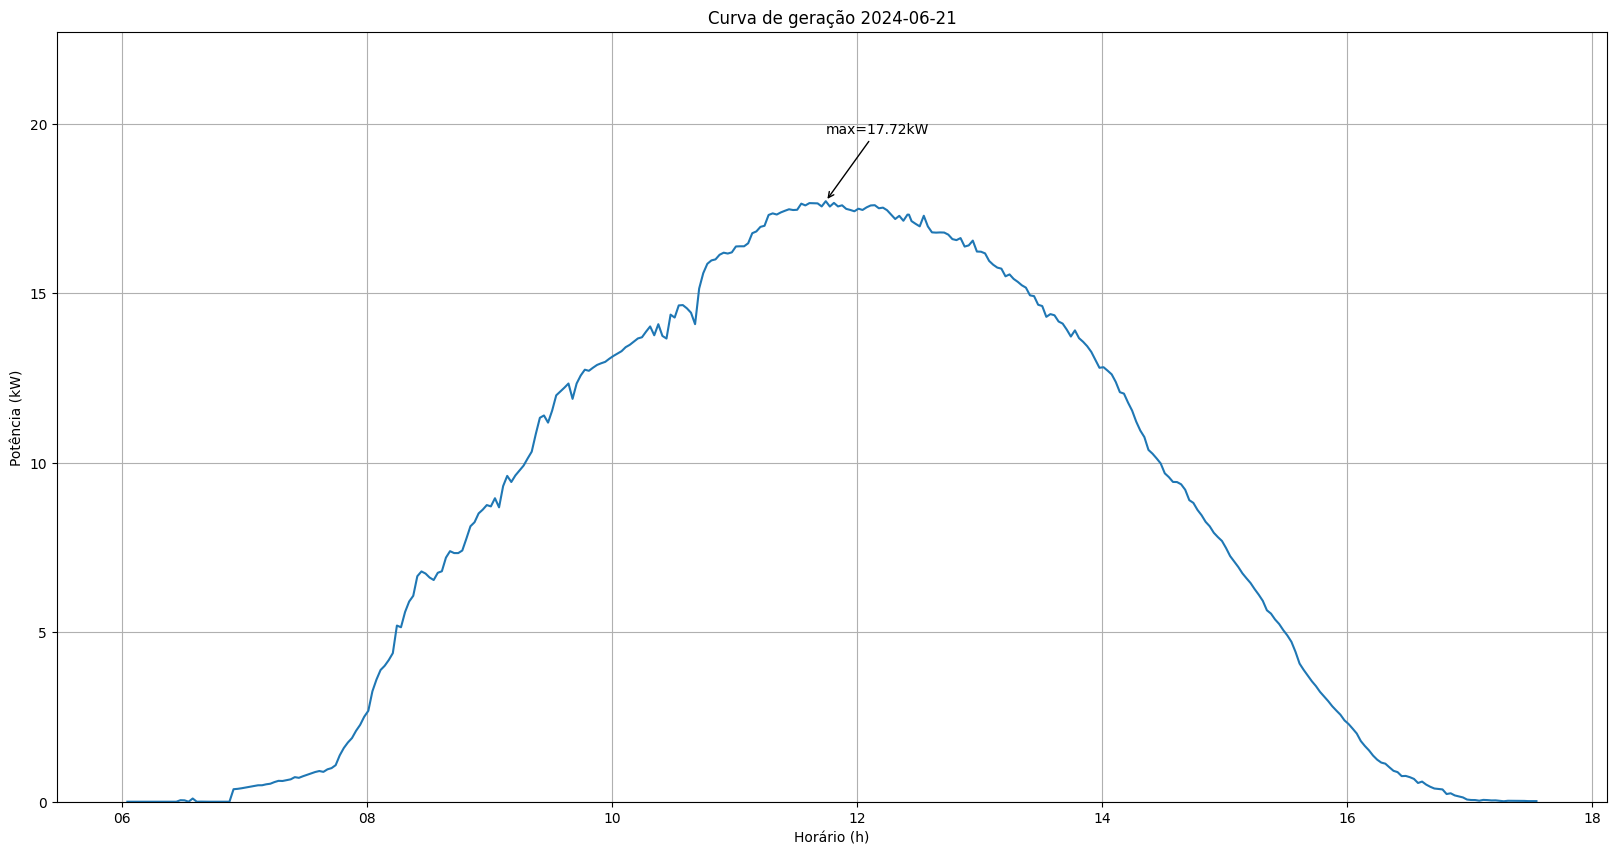 Curva de geração 2024-06-21
max=17.72kW
Potência (kW)
20
15
10
5
0
06 08 10 12 14 16 18
Horário (h)